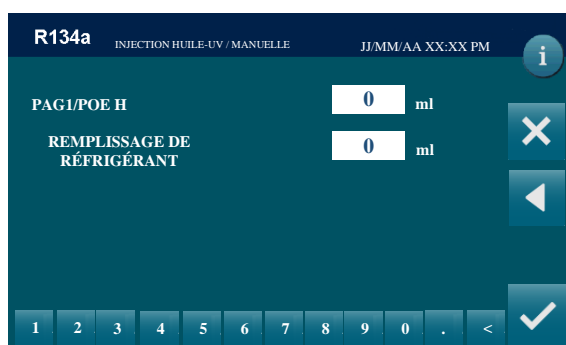 R134a INJECTION HUILE-UV / MANUELLE JJ/MM/AA XX:XX PM i
PAG1/POE H 0 ml
REMPLISSAGE DE
RÉFRIGÉRANT 0 ml
1 2 3 4 5 6 7 8 9 0 . <